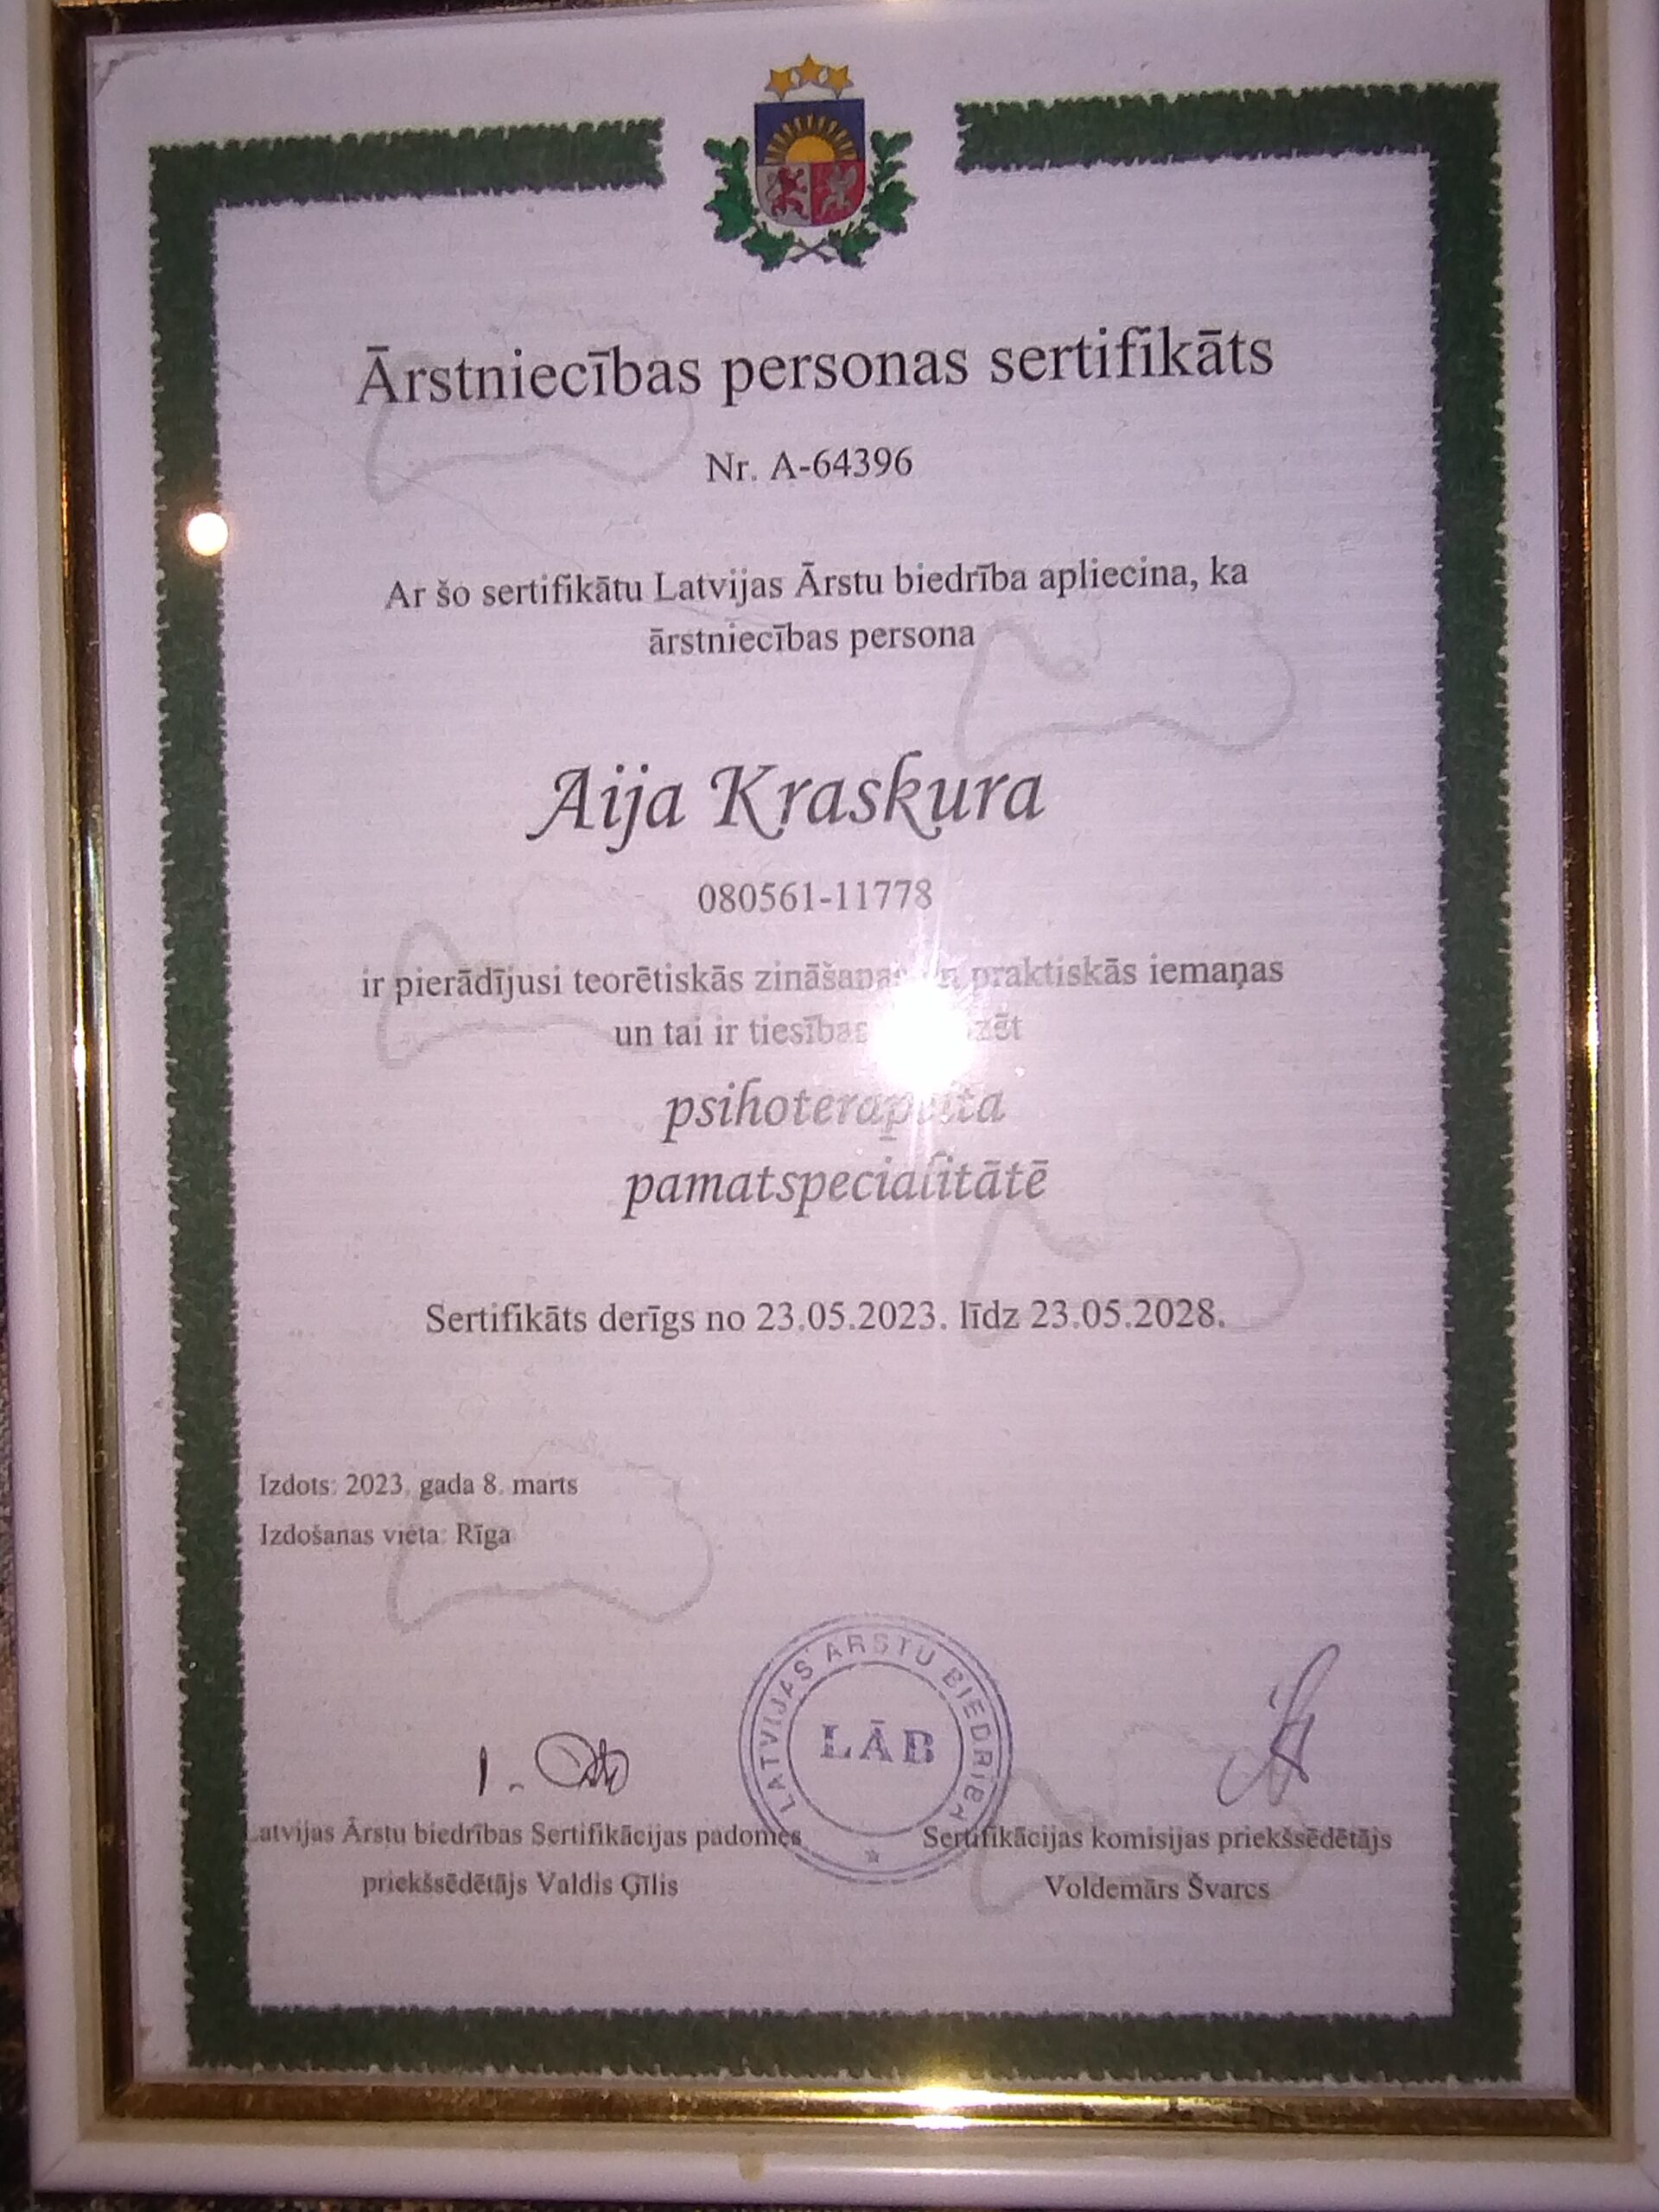 Ārstniecības personas sertifikāts
Nr. A-64396
Ar šo sertifikātu Latvijas Ārstu biedrība apliecina, ka
ārstniecības persona
Aija Kraskura
080561-11778
ir pierādījusi teorētiskās zināšanas un praktiskās iemaņas
un tai ir tiesības
psihoterapeita
pamatspecialitātē
Sertifikāts derīgs no 23.05.2023. līdz 23.05.2028.
Izdots: 2023. gada 8. marts
Izdošanas vieta: Rīga
LATVIJAS ĀRSTU BIEDRĪBA
LĀB
Latvijas Ārstu biedrības Sertifikācijas padomes
priekšsēdētājs Valdis Ģīlis
Sertifikācijas komisijas priekšsēdētājs
Voldemārs Švarcs